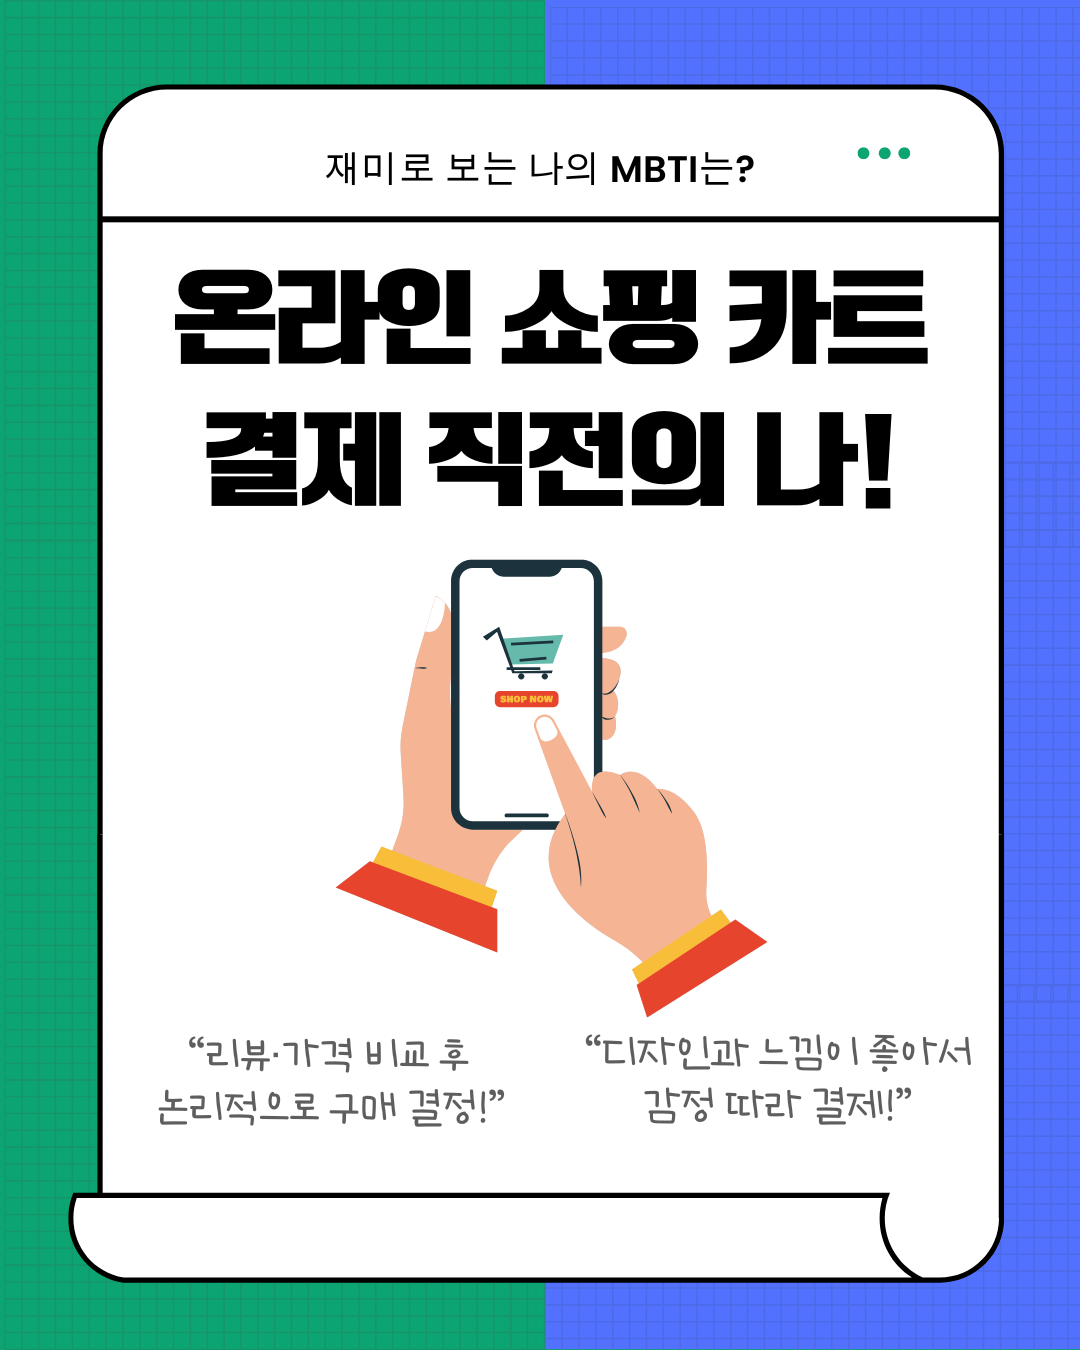 재미로 보는 나의 MBTI는?
온라인 쇼핑 카트
결제 직전의 나!
SHOP NOW
“리뷰·가격 비교 후
논리적으로 구매 결정!”
“디자인과 느낌이 좋아서
감정 따라 결제!”